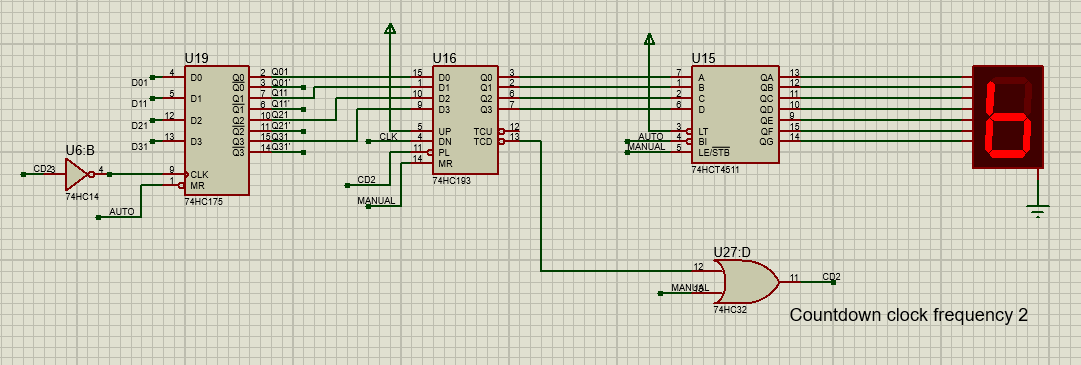 U19
D01 4 D0 Q0 2 Q01
Q0 3 Q01'
D11 5 D1 Q1 7 Q11
Q1 6 Q11'
D21 12 D2 Q2 10 Q21
Q2 11 Q21'
D31 13 D3 Q3 15 Q31
Q3 14 Q31'
9 CLK
1 MR
74HC175
U6:B
CD2 3 4
74HC14
AUTO
U16
15 D0 Q0 3
1 D1 Q1 2
10 D2 Q2 6
9 D3 Q3 7
5 UP TCU 12
CLK 4 DN TCD 13
11 PL
14 MR
74HC193
CD2
MANUAL
U15
7 A QA 13
1 B QB 12
2 C QC 11
6 D QD 10
QE 9
3 LT QF 15
AUTO 4 BI QG 14
MANUAL 5 LE/STB
74HCT4511
U27:D
12
MANUAL 11 CD2
74HC32
Countdown clock frequency 2